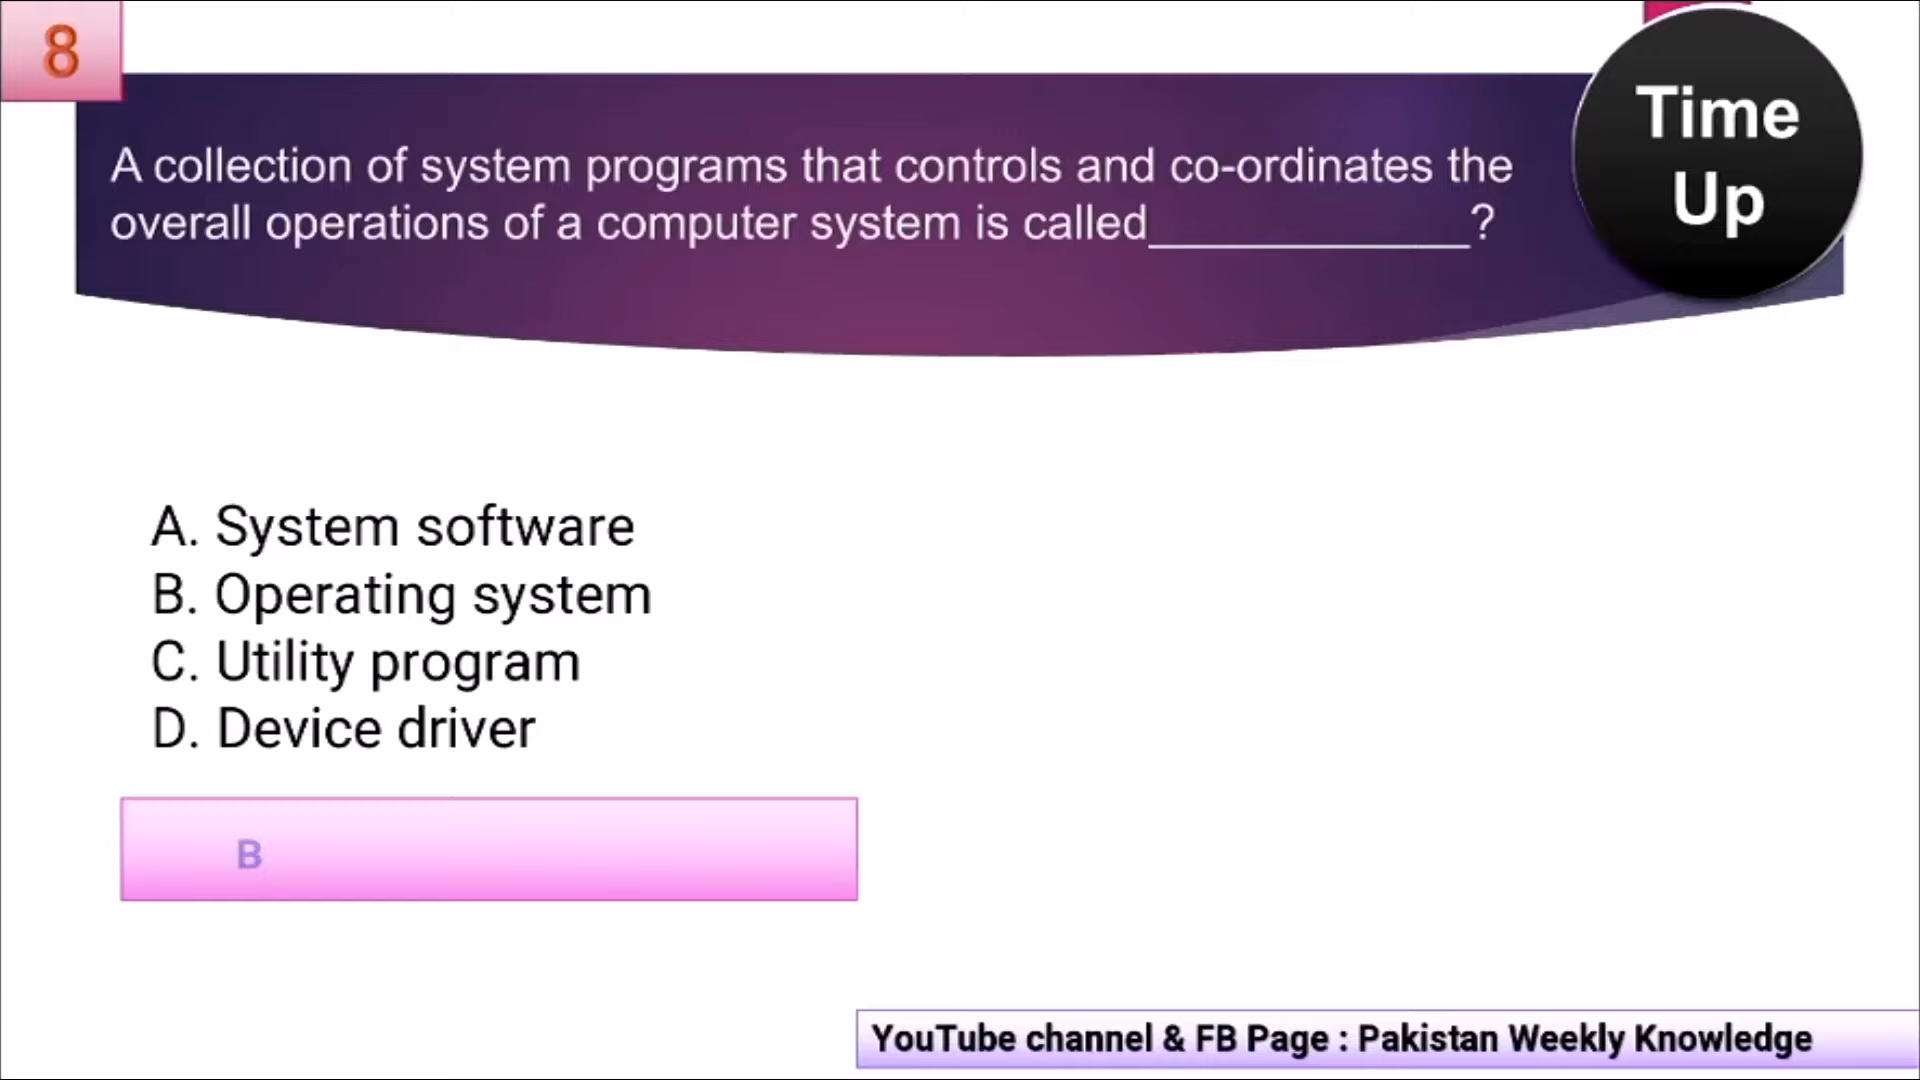 8
Time
Up
A collection of system programs that controls and co-ordinates the
overall operations of a computer system is called____________?
A. System software
B. Operating system
C. Utility program
D. Device driver
B
YouTube channel & FB Page : Pakistan Weekly Knowledge